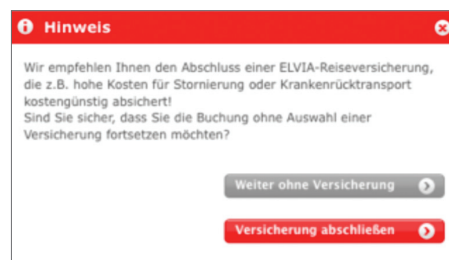 Hinweis
Wir empfehlen Ihnen den Abschluss einer ELVIA-Reiseversicherung,
die z.B. hohe Kosten für Stornierung oder Krankenrücktransport
kostengünstig absichert!
Sind Sie sicher, dass Sie die Buchung ohne Auswahl einer
Versicherung fortsetzen möchten?
Weiter ohne Versicherung
Versicherung abschließen